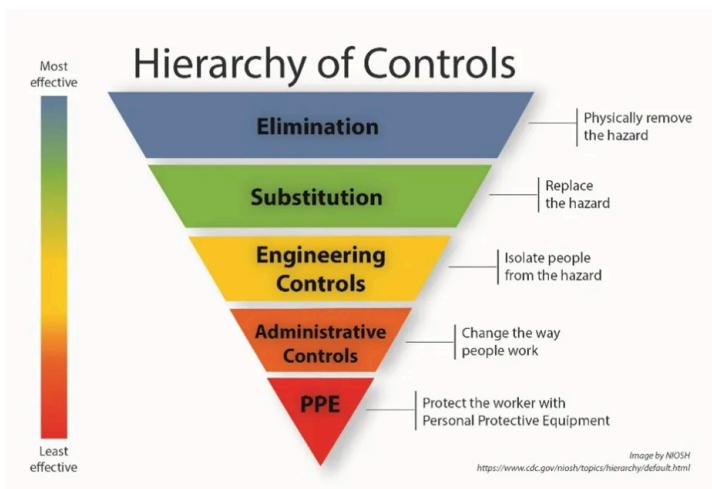 Hierarchy of Controls
Most
effective
Elimination
Physically remove
the hazard
Substitution
Replace
the hazard
Engineering
Controls
Isolate people
from the hazard
Administrative
Controls
Change the way
people work
PPE
Protect the worker with
Personal Protective Equipment
Least
effective
Image by NIOSH
https://www.cdc.gov/niosh/topics/hierarchy/default.html